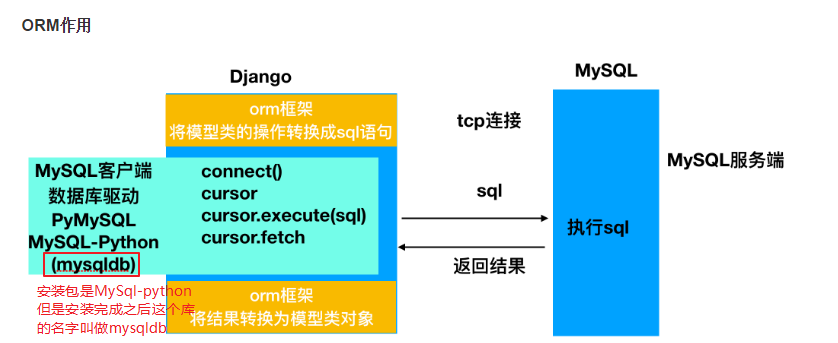 ORM作用
Django
MySQL
orm框架
将模型类的操作转换成sql语句
tcp连接
MySQL服务端
MySQL客户端
数据库驱动
PyMySQL
MySQL-Python
(mysqldb)
connect()
cursor
cursor.execute(sql)
cursor.fetch
sql
执行sql
返回结果
安装包是MySql-python
但是安装完成之后这个库
的名字叫做mysqldb
orm框架
将结果转换为模型类对象